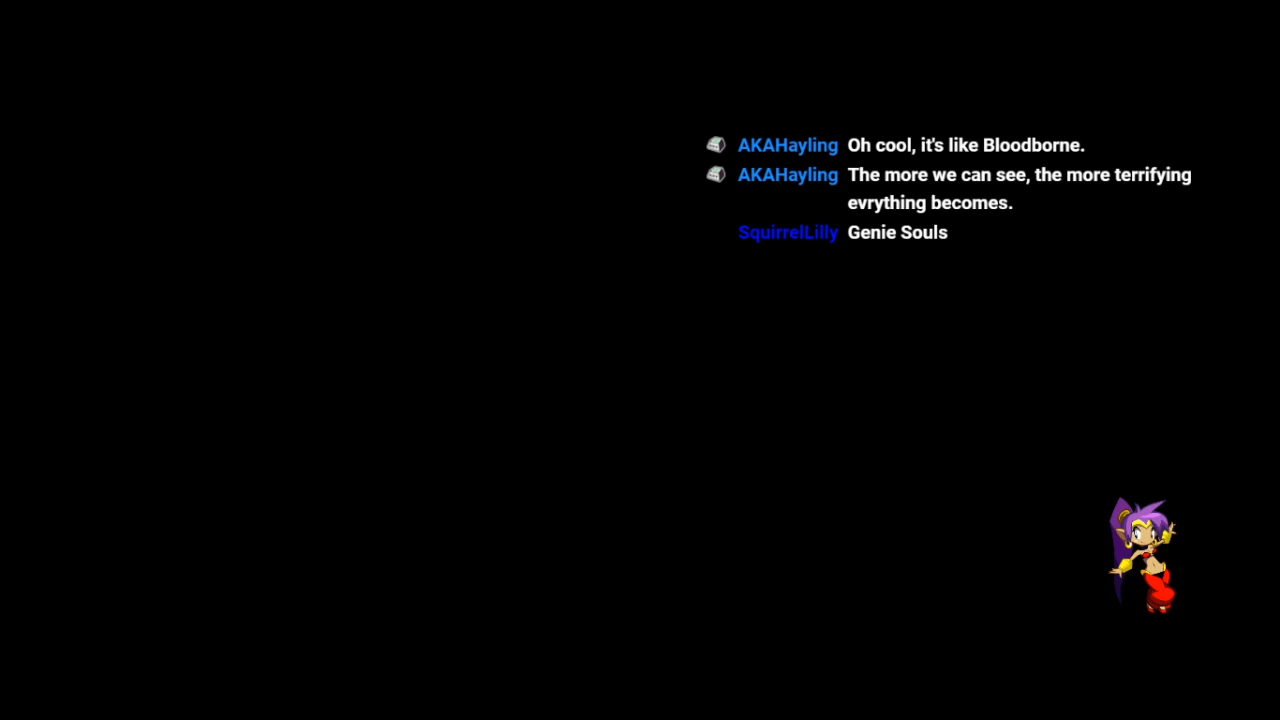 AKAHayling Oh cool, it's like Bloodborne.
AKAHayling The more we can see, the more terrifying
evrything becomes.
SquirrelLilly Genie Souls